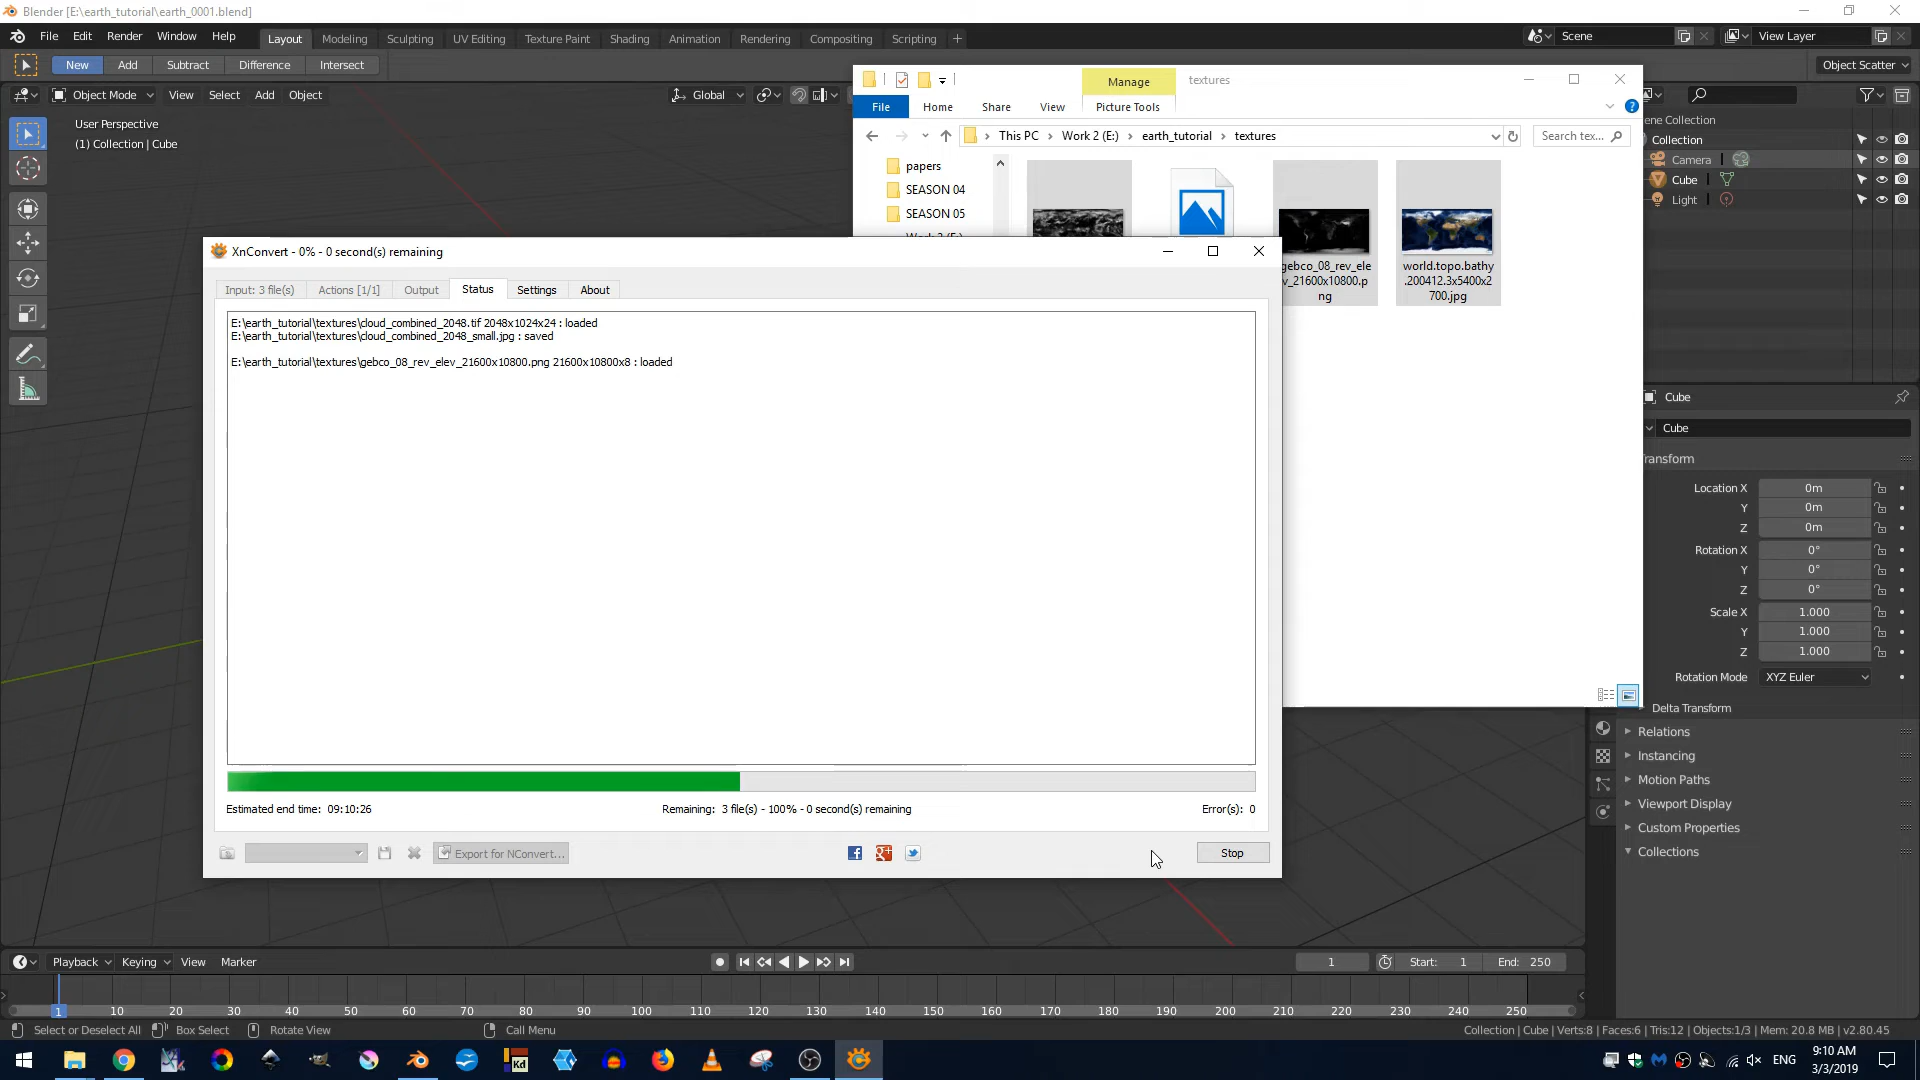 Blender [E:\earth_tutorial\earth_0001.blend]
File Edit Render Window Help
Layout Modeling Sculpting UV Editing Texture Paint Shading Animation Rendering Compositing Scripting +
Scene
View Layer
New Add Subtract Difference Intersect
Object Scatter
Object Mode View Select Add Object
Global
User Perspective
(1) Collection | Cube
Manage
textures
File Home Share View Picture Tools
This PC > Work 2 (E:) > earth_tutorial > textures
Search tex...
papers
SEASON 04
SEASON 05
gebco_08_rev_ele
v_21600x10800.p
ng
world.topo.bathy
.200412.3x5400x2
700.jpg
XnConvert - 0% - 0 second(s) remaining
Input: 3 file(s) Actions [1/1] Output Status Settings About
E:\earth_tutorial\textures\cloud_combined_2048.tif 2048x1024x24 : loaded
E:\earth_tutorial\textures\cloud_combined_2048_small.jpg : saved
E:\earth_tutorial\textures\gebco_08_rev_elev_21600x10800.png 21600x10800x8 : loaded
Estimated end time: 09:10:26
Remaining: 3 file(s) - 100% - 0 second(s) remaining
Error(s): 0
Export for NConvert...
Stop
cene Collection
Collection
Camera
Cube
Light
Cube
Cube
ransform
Location X 0m
Y 0m
Z 0m
Rotation X 0°
Y 0°
Z 0°
Scale X 1.000
Y 1.000
Z 1.000
Rotation Mode XYZ Euler
Delta Transform
Relations
Instancing
Motion Paths
Viewport Display
Custom Properties
Collections
Playback Keying View Marker
1 Start: 1 End: 250
1 10 20 30 40 50 60 70 80 90 100 110 120 130 140 150 160 170 180 190 200 210 220 230 240 250
Select or Deselect All Box Select Rotate View Call Menu
Collection | Cube | Verts:8 | Faces:6 | Tris:12 | Objects:1/3 | Mem: 20.8 MB | v2.80.45
Kd
ENG
9:10 AM
3/3/2019